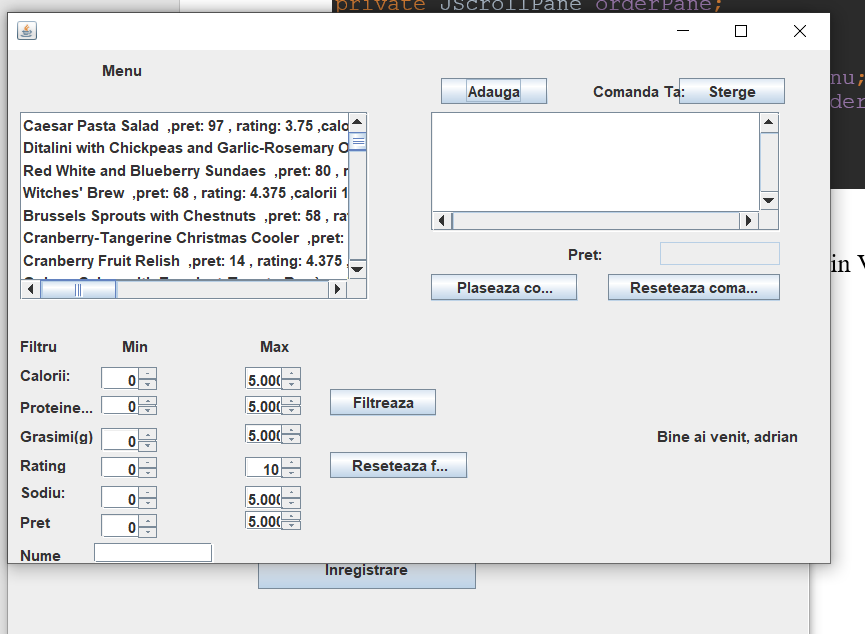 private JScrollPane orderPane;
Menu
Adauga
Comanda Ta:
Sterge
Caesar Pasta Salad ,pret: 97 , rating: 3.75 ,calo
Ditalini with Chickpeas and Garlic-Rosemary O
Red White and Blueberry Sundaes ,pret: 80 , r
Witches' Brew ,pret: 68 , rating: 4.375 ,calorii 1
Brussels Sprouts with Chestnuts ,pret: 58 , ra
Cranberry-Tangerine Christmas Cooler ,pret:
Cranberry Fruit Relish ,pret: 14 , rating: 4.375 ,
nu;
der
Pret:
in V
Plaseaza co...
Reseteaza coma...
Filtru Min Max
Calorii: 0 5.000
Proteine... 0 5.000
Filtreaza
Grasimi(g) 0 5.000
Bine ai venit, adrian
Rating 0 10
Reseteaza f...
Sodiu: 0 5.000
Pret 0 5.000
Nume
Inregistrare